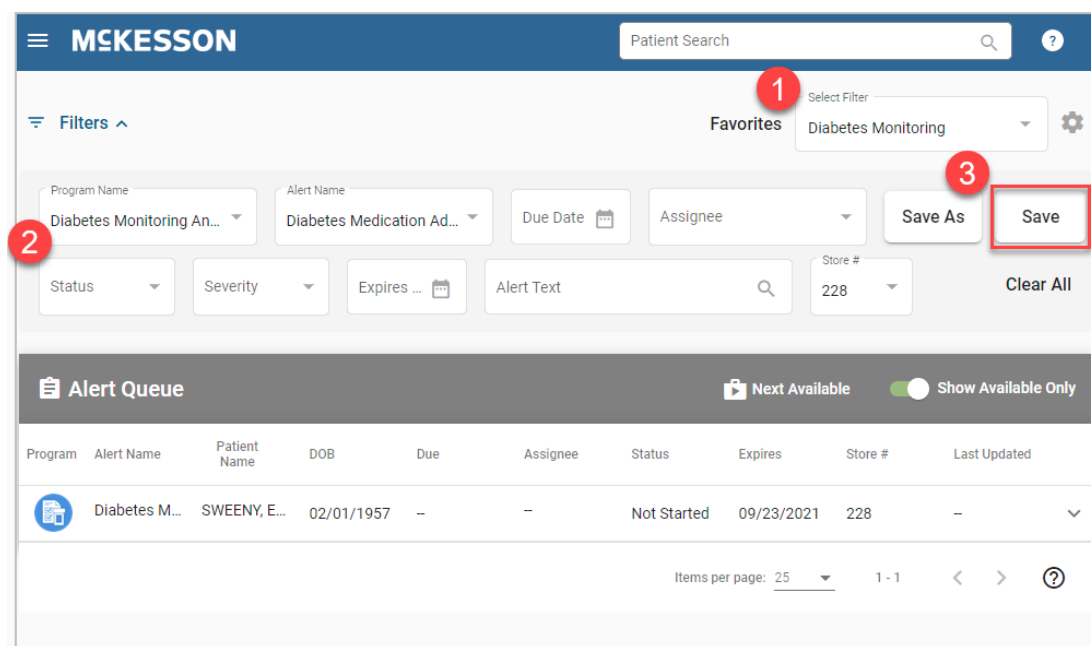 MCKESSON
Patient Search
?
1
Select Filter
Filters
Favorites
Diabetes Monitoring
3
Program Name
Alert Name
Diabetes Monitoring An...
Diabetes Medication Ad...
Due Date
Assignee
Save As
Save
2
Store #
Status
Severity
Expires ...
Alert Text
228
Clear All
Alert Queue
Next Available
Show Available Only
Program
Alert Name
Patient
Name
DOB
Due
Assignee
Status
Expires
Store #
Last Updated
Diabetes M... SWEENY, E... 02/01/1957 -- -- Not Started 09/23/2021 228 --
Items per page: 25 1 - 1 < > ?